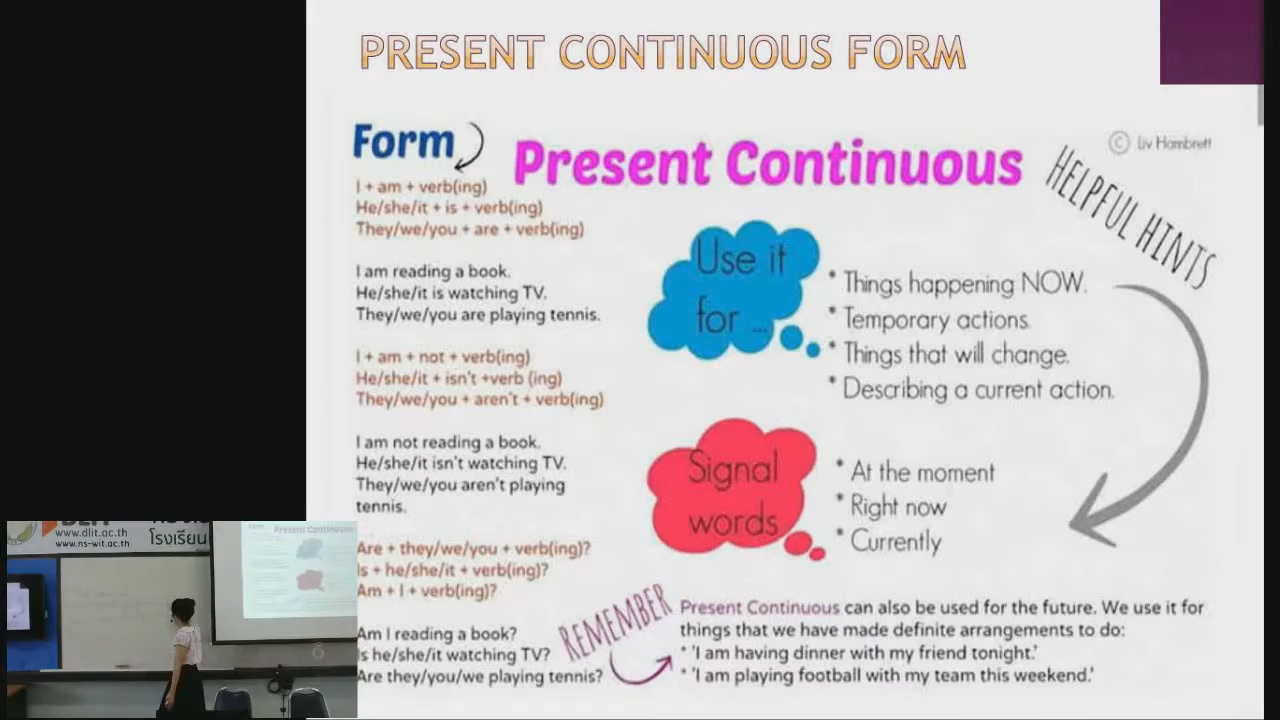 PRESENT CONTINUOUS FORM
Form
Present Continuous
© Liv Hambrett
HELPFUL HINTS
I + am + verb(ing)
He/she/it + is + verb(ing)
They/we/you + are + verb(ing)
I am reading a book.
He/she/it is watching TV.
They/we/you are playing tennis.
I + am + not + verb(ing)
He/she/it + isn't +verb (ing)
They/we/you + aren't + verb(ing)
I am not reading a book.
He/she/it isn't watching TV.
They/we/you aren't playing
tennis.
Are + they/we/you + verb(ing)?
Is + he/she/it + verb(ing)?
Am + I + verb(ing)?
Am I reading a book?
Is he/she/it watching TV?
Are they/you/we playing tennis?
Use it
for ...
* Things happening NOW.
* Temporary actions.
* Things that will change.
* Describing a current action.
Signal
words
* At the moment
* Right now
* Currently
REMEMBER
Present Continuous can also be used for the future. We use it for
things that we have made definite arrangements to do:
* 'I am having dinner with my friend tonight.'
* 'I am playing football with my team this weekend.'
www.dlit.ac.th
www.ns-wit.ac.th
โรงเรียน
Present Continuous